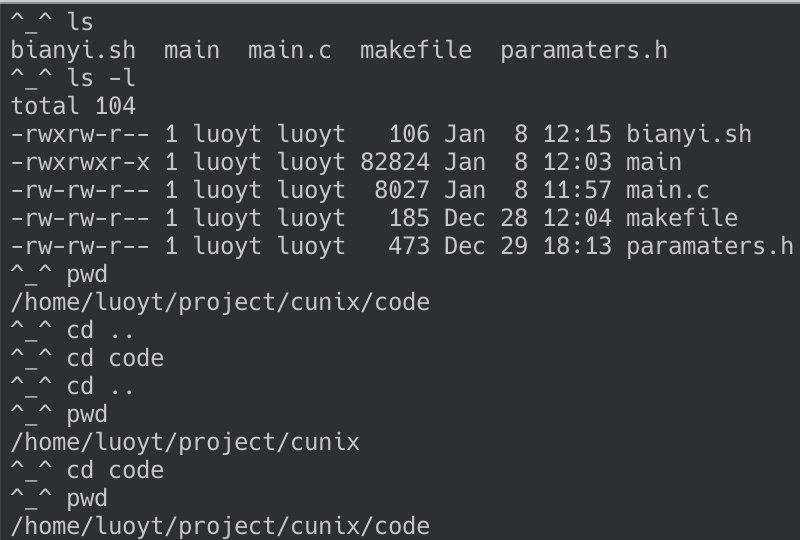 ^_^ ls
bianyi.sh  main  main.c  makefile  paramaters.h
^_^ ls -l
total 104
-rwxrw-r-- 1 luoyt luoyt   106 Jan  8 12:15 bianyi.sh
-rwxrwxr-x 1 luoyt luoyt 82824 Jan  8 12:03 main
-rw-rw-r-- 1 luoyt luoyt  8027 Jan  8 11:57 main.c
-rw-rw-r-- 1 luoyt luoyt   185 Dec 28 12:04 makefile
-rw-rw-r-- 1 luoyt luoyt   473 Dec 29 18:13 paramaters.h
^_^ pwd
/home/luoyt/project/cunix/code
^_^ cd ..
^_^ cd code
^_^ cd ..
^_^ pwd
/home/luoyt/project/cunix
^_^ cd code
^_^ pwd
/home/luoyt/project/cunix/code